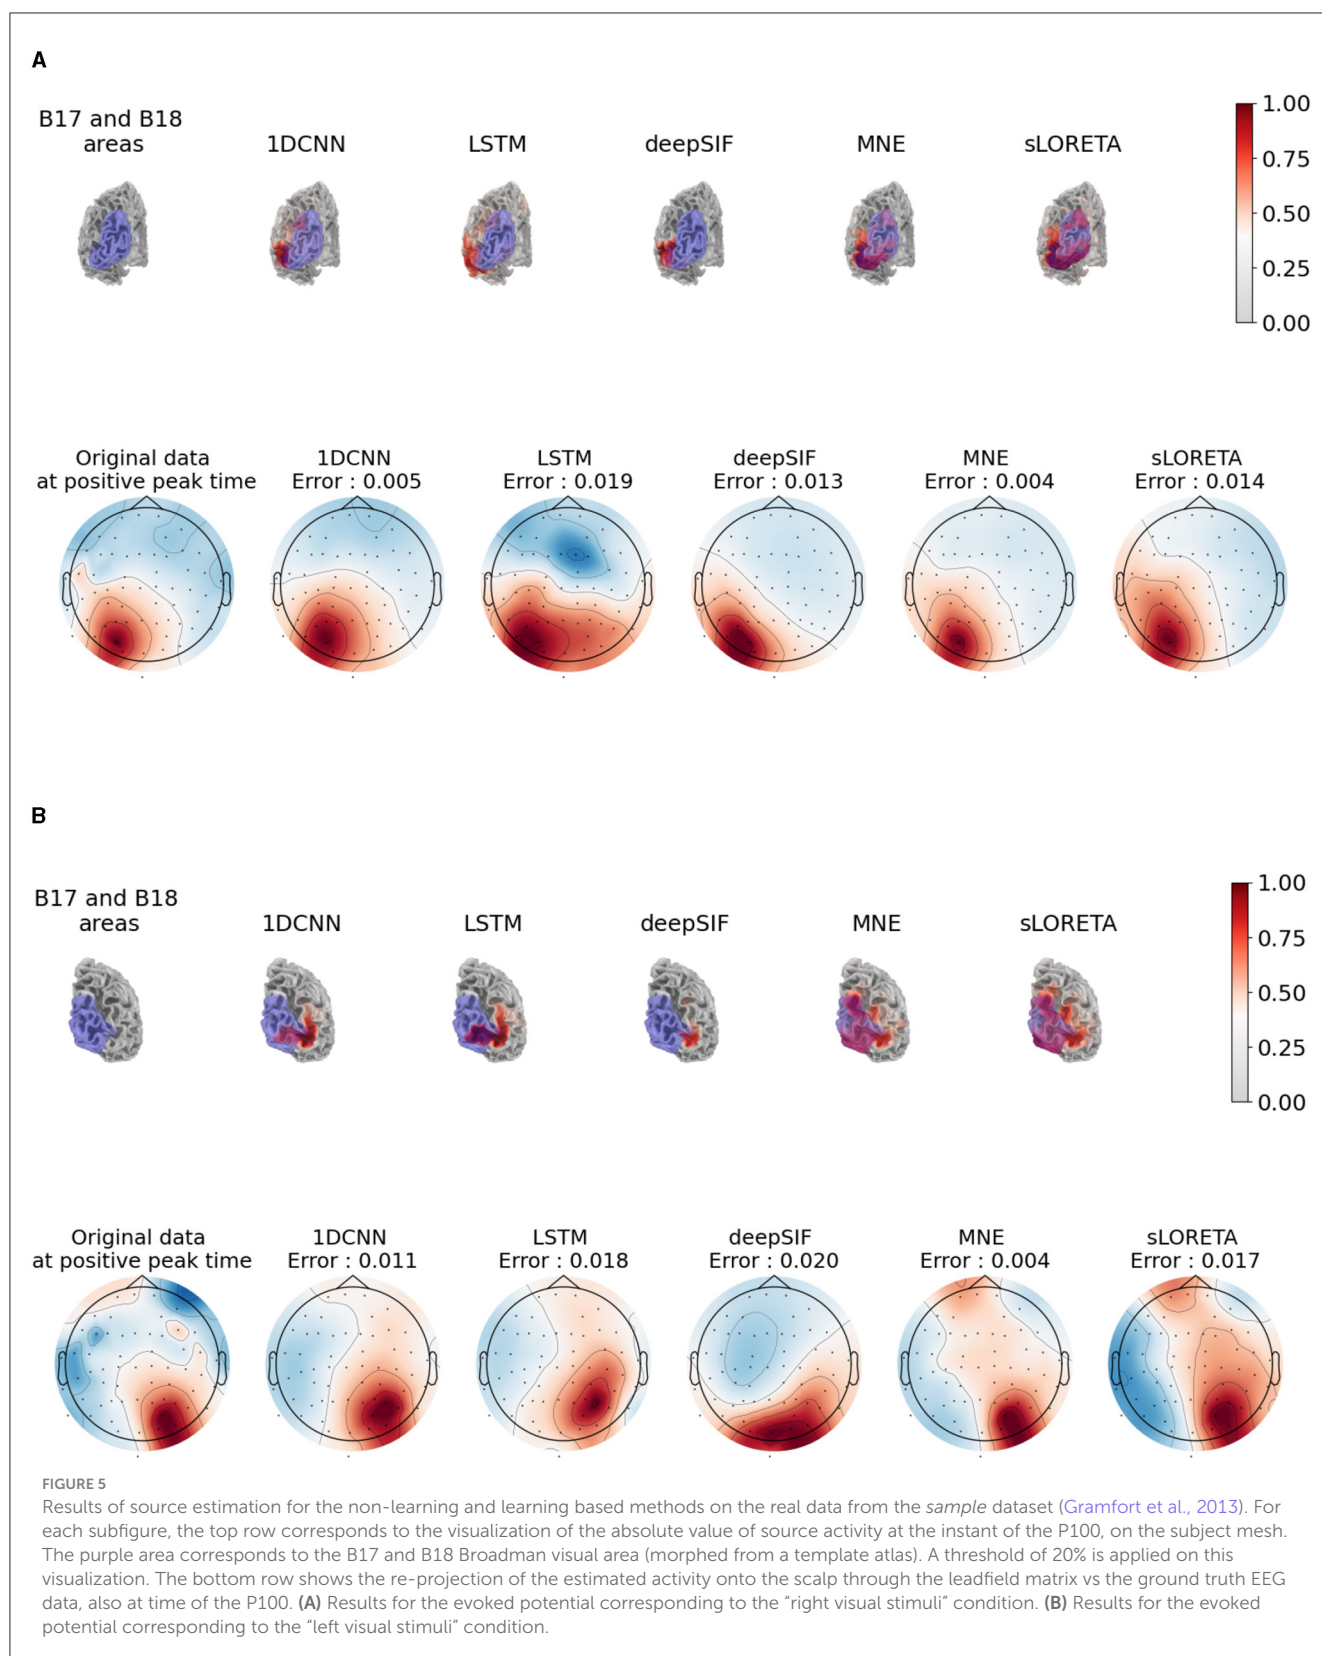 A
B17 and B18
areas
1DCNN
LSTM
deepSIF
MNE
sLORETA
1.00
0.75
0.50
0.25
0.00
Original data
at positive peak time
1DCNN
Error : 0.005
LSTM
Error : 0.019
deepSIF
Error : 0.013
MNE
Error : 0.004
sLORETA
Error : 0.014
B
B17 and B18
areas
1DCNN
LSTM
deepSIF
MNE
sLORETA
1.00
0.75
0.50
0.25
0.00
Original data
at positive peak time
1DCNN
Error : 0.011
LSTM
Error : 0.018
deepSIF
Error : 0.020
MNE
Error : 0.004
sLORETA
Error : 0.017
FIGURE 5
Results of source estimation for the non-learning and learning based methods on the real data from the sample dataset (Gramfort et al., 2013). For
each subfigure, the top row corresponds to the visualization of the absolute value of source activity at the instant of the P100, on the subject mesh.
The purple area corresponds to the B17 and B18 Broadman visual area (morphed from a template atlas). A threshold of 20% is applied on this
visualization. The bottom row shows the re-projection of the estimated activity onto the scalp through the leadfield matrix vs the ground truth EEG
data, also at time of the P100. (A) Results for the evoked potential corresponding to the “right visual stimuli” condition. (B) Results for the evoked
potential corresponding to the “left visual stimuli” condition.